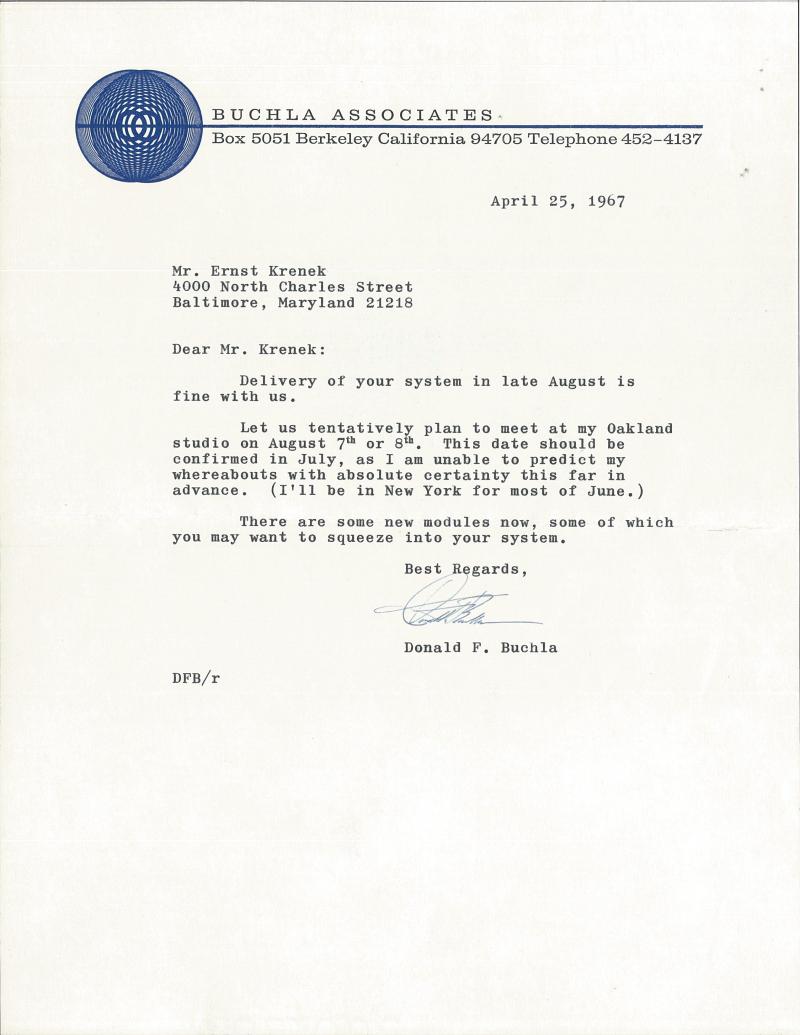 BUCHLA ASSOCIATES
Box 5051 Berkeley California 94705 Telephone 452-4137
April 25, 1967
Mr. Ernst Krenek
4000 North Charles Street
Baltimore, Maryland 21218
Dear Mr. Krenek:
Delivery of your system in late August is
fine with us.
Let us tentatively plan to meet at my Oakland
studio on August 7th or 8th. This date should be
confirmed in July, as I am unable to predict my
whereabouts with absolute certainty this far in
advance. (I'll be in New York for most of June.)
There are some new modules now, some of which
you may want to squeeze into your system.
Best Regards,
Donald F. Buchla
DFB/r